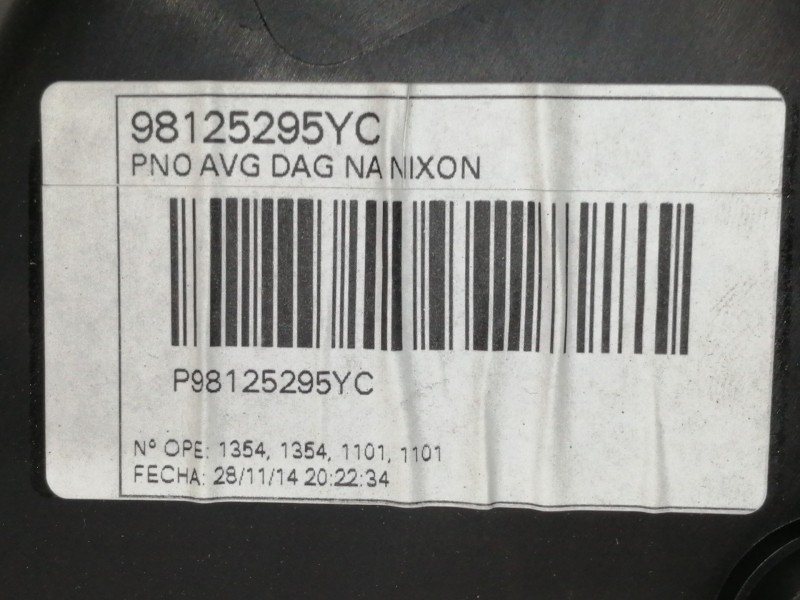 98125295YC
PNO AVG DAG NA NIXON
P98125295YC
Nº OPE: 1354, 1354, 1101, 1101
FECHA: 28/11/14 20:22:34